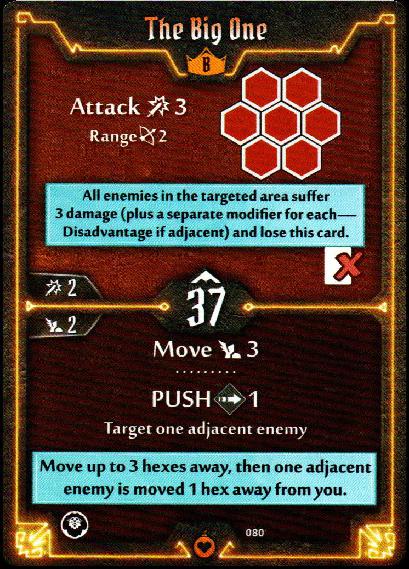 The Big One
B
Attack 3
Range 2
All enemies in the targeted area suffer
3 damage (plus a separate modifier for each—
Disadvantage if adjacent) and lose this card.
2
37
2
Move 3
PUSH 1
Target one adjacent enemy
Move up to 3 hexes away, then one adjacent
enemy is moved 1 hex away from you.
080